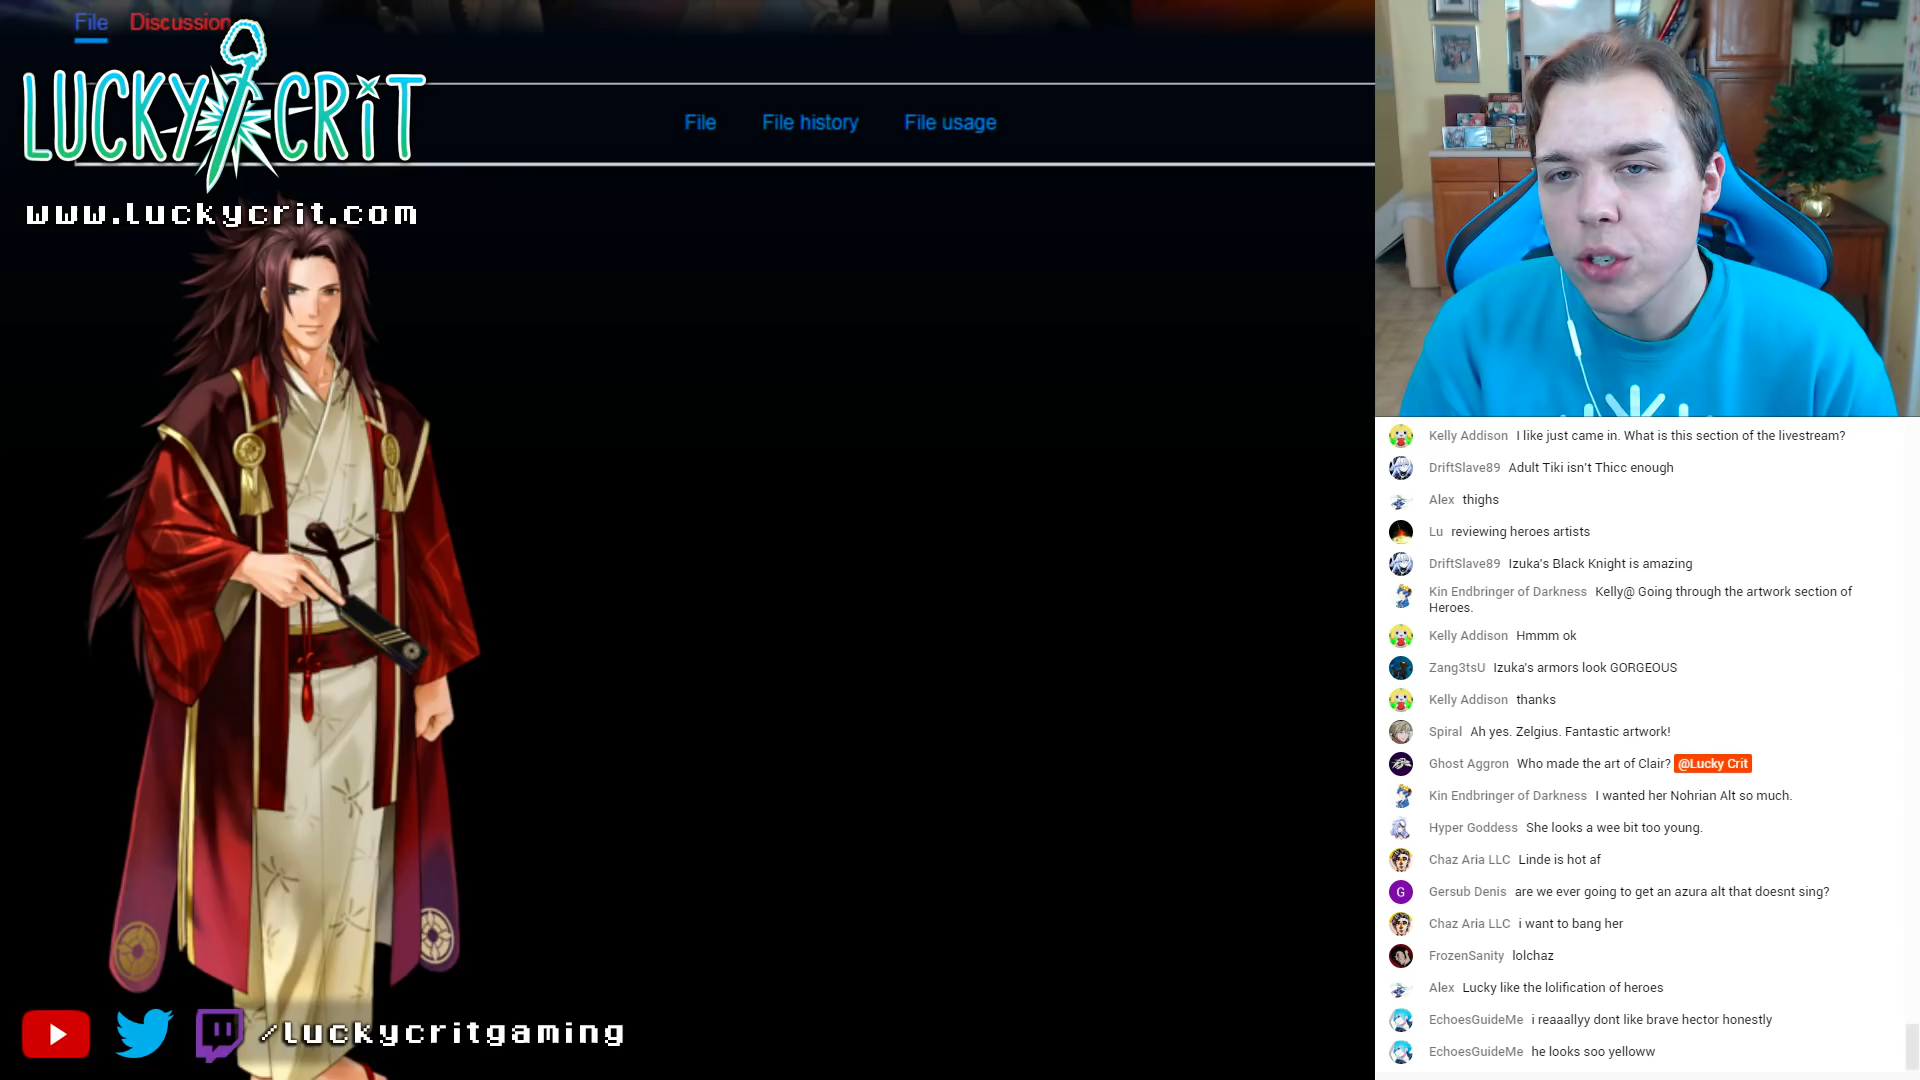 File Discussion
LUCKY CRIT
File File history File usage
www.luckycrit.com
/luckycritgaming
Kelly Addison I like just came in. What is this section of the livestream?
DriftSlave89 Adult Tiki isn't Thicc enough
Alex thighs
Lu reviewing heroes artists
DriftSlave89 Izuka's Black Knight is amazing
Kin Endbringer of Darkness Kelly@ Going through the artwork section of
Heroes.
Kelly Addison Hmmm ok
Zang3tsU Izuka's armors look GORGEOUS
Kelly Addison thanks
Spiral Ah yes. Zelgius. Fantastic artwork!
Ghost Aggron Who made the art of Clair? @Lucky Crit
Kin Endbringer of Darkness I wanted her Nohrian Alt so much.
Hyper Goddess She looks a wee bit too young.
Chaz Aria LLC Linde is hot af
G Gersub Denis are we ever going to get an azura alt that doesnt sing?
Chaz Aria LLC i want to bang her
FrozenSanity lolchaz
Alex Lucky like the lolification of heroes
EchoesGuideMe i reaaallyy dont like brave hector honestly
EchoesGuideMe he looks soo yelloww